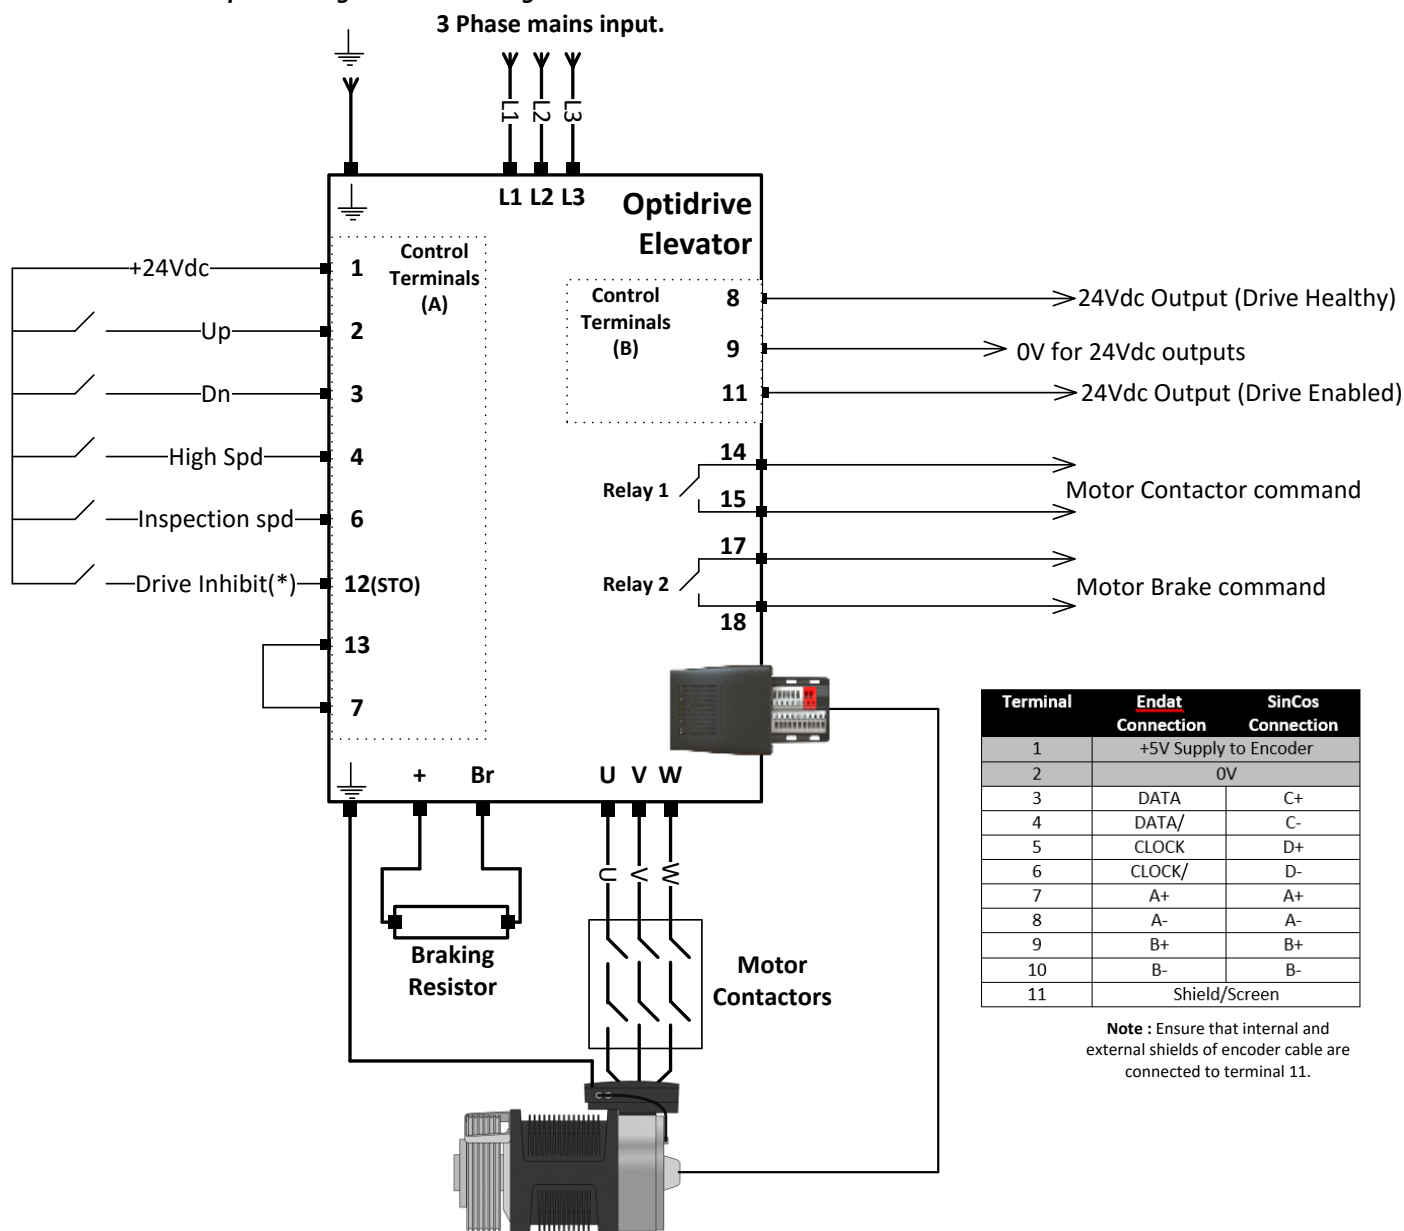 3 Phase mains input.
L1
L2
L3
L1 L2 L3
Optidrive
Elevator
Control
Terminals
(A)
+24Vdc
1
Up
2
Dn
3
High Spd
4
Inspection spd
6
Drive Inhibit(*)
12(STO)
13
7
Control
Terminals
(B)
8
24Vdc Output (Drive Healthy)
9
0V for 24Vdc outputs
11
24Vdc Output (Drive Enabled)
14
Relay 1
15
Motor Contactor command
17
Relay 2
18
Motor Brake command
+
Br
U V W
U
V
W
Braking
Resistor
Motor
Contactors
Terminal Endat Connection SinCos Connection
1 +5V Supply to Encoder
2 0V
3 DATA C+
4 DATA/ C-
5 CLOCK D+
6 CLOCK/ D-
7 A+ A+
8 A- A-
9 B+ B+
10 B- B-
11 Shield/Screen
Note : Ensure that internal and
external shields of encoder cable are
connected to terminal 11.